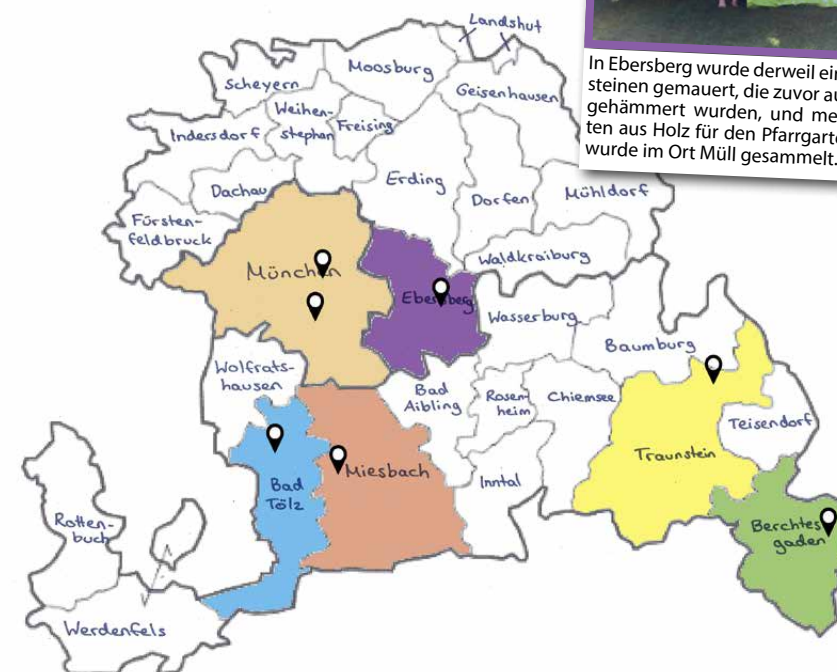 Landshut
In Ebersberg wurde derweil ein
steinen gemauert, die zuvor au
gehämmert wurden, und me
ten aus Holz für den Pfarrgart
wurde im Ort Müll gesammelt.
Scheyern
Moosburg
Geisenhausen
Weihen-
stephan
Freising
Indersdorf
Dachau
Erding
Dorfen
Mühldorf
Fürsten-
feldbruck
Waldkraiburg
München
Ebersberg
Wasserburg
Baumburg
Wolfrats-
hausen
Bad
Aibling
Rosen
heim
Chiemsee
Teisendorf
Traunstein
Miesbach
Bad
Tölz
Inntal
Rotten-
buch
Berchtes
gaden
Werdenfels